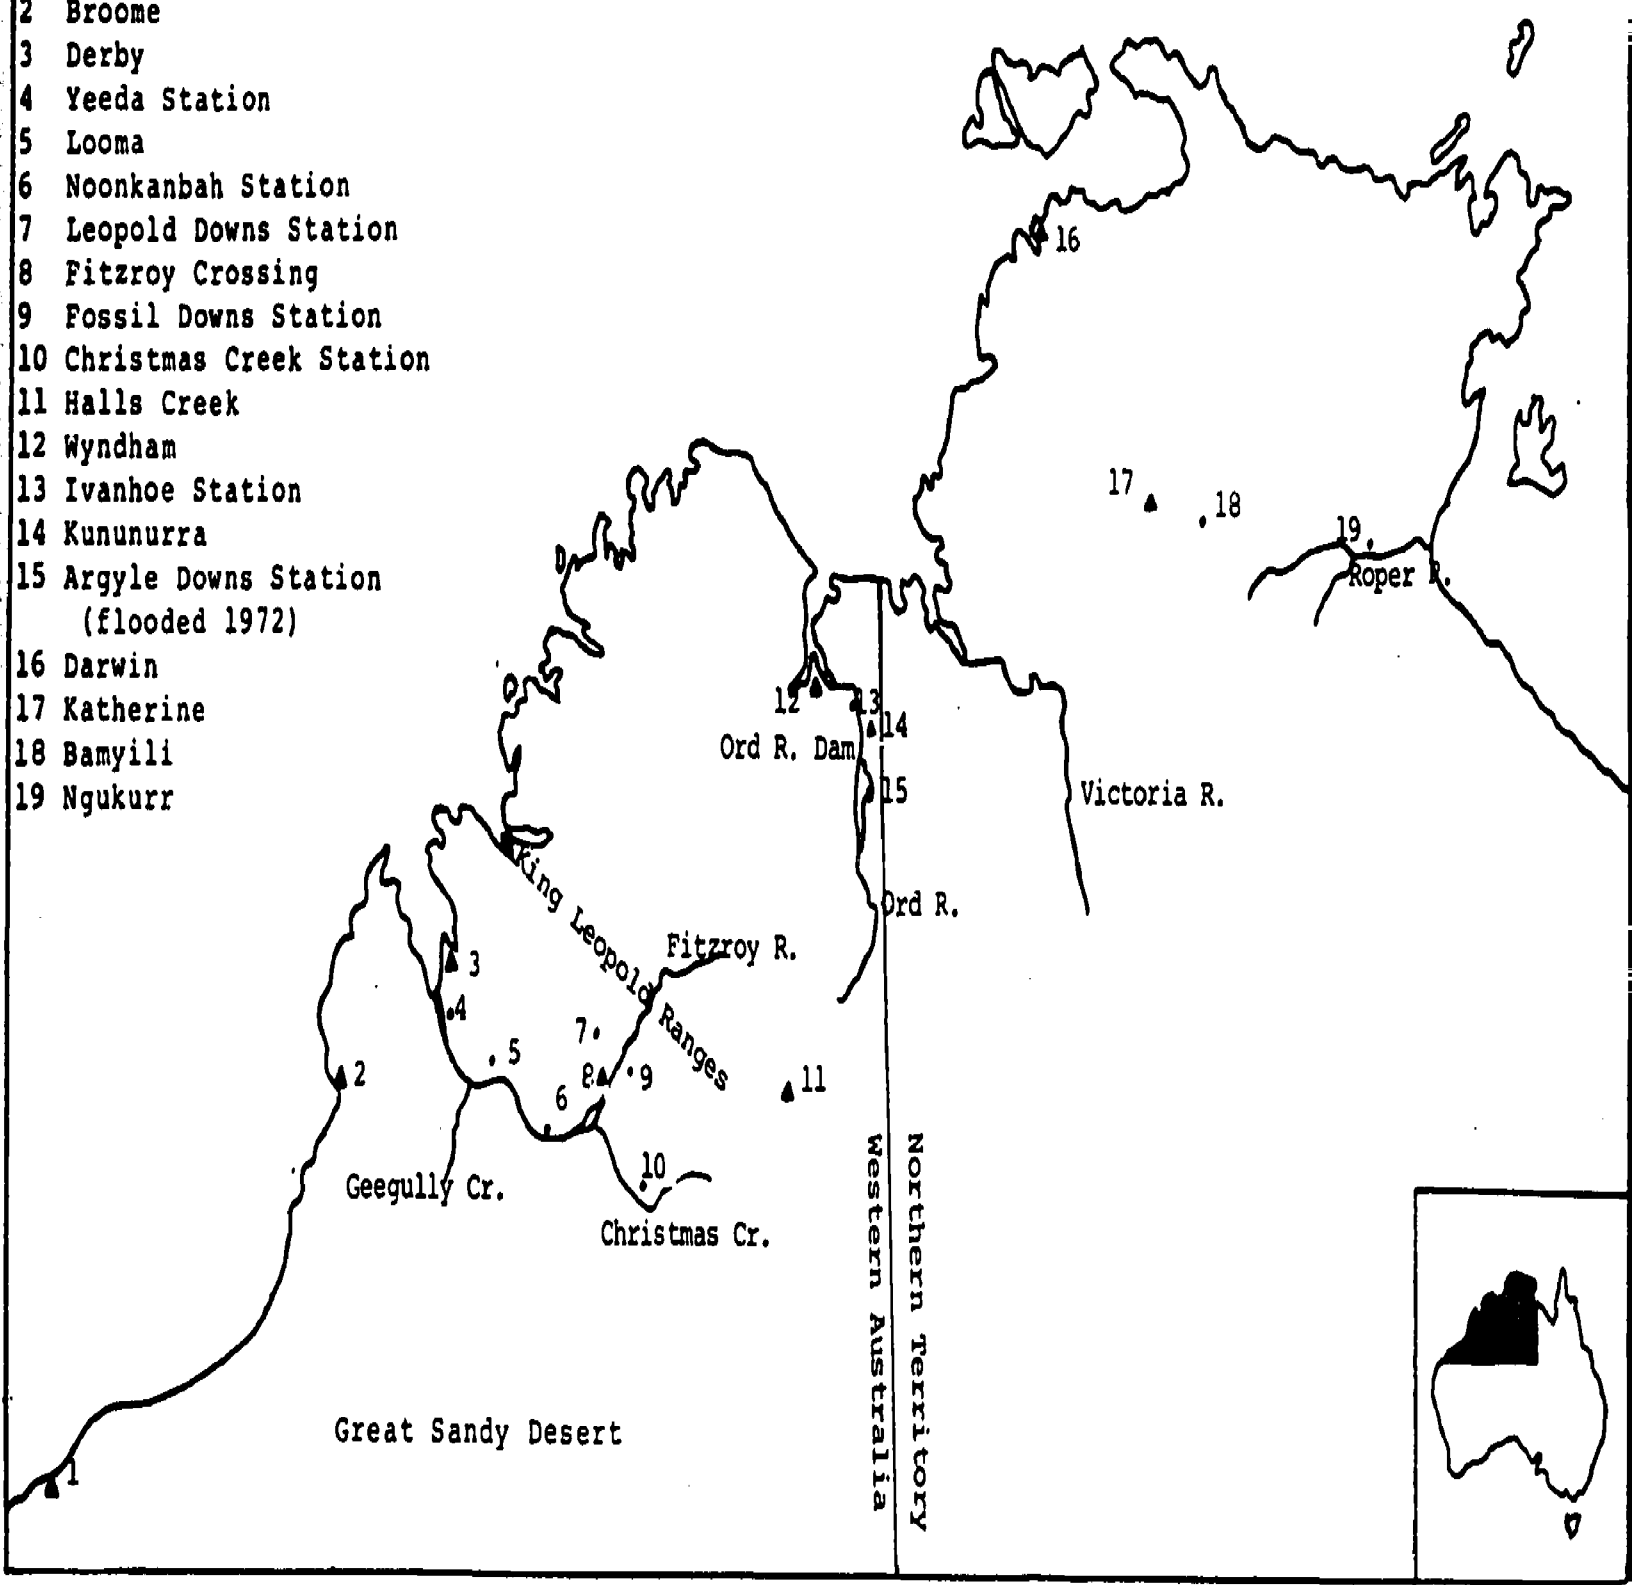 2 Broome
3 Derby
4 Yeeda Station
5 Looma
6 Noonkanbah Station
7 Leopold Downs Station
8 Fitzroy Crossing
9 Fossil Downs Station
10 Christmas Creek Station
11 Halls Creek
12 Wyndham
13 Ivanhoe Station
14 Kununurra
15 Argyle Downs Station
(flooded 1972)
16 Darwin
17 Katherine
18 Bamyili
19 Ngukurr
16
17
18
19
Roper R.
12
13
14
Ord R. Dam
15
Victoria R.
King Leopold Ranges
Ord R.
Fitzroy R.
3
4
7
5
2
8
9
11
6
10
Geegully Cr.
Christmas Cr.
Western Australia
Northern Territory
Great Sandy Desert
1